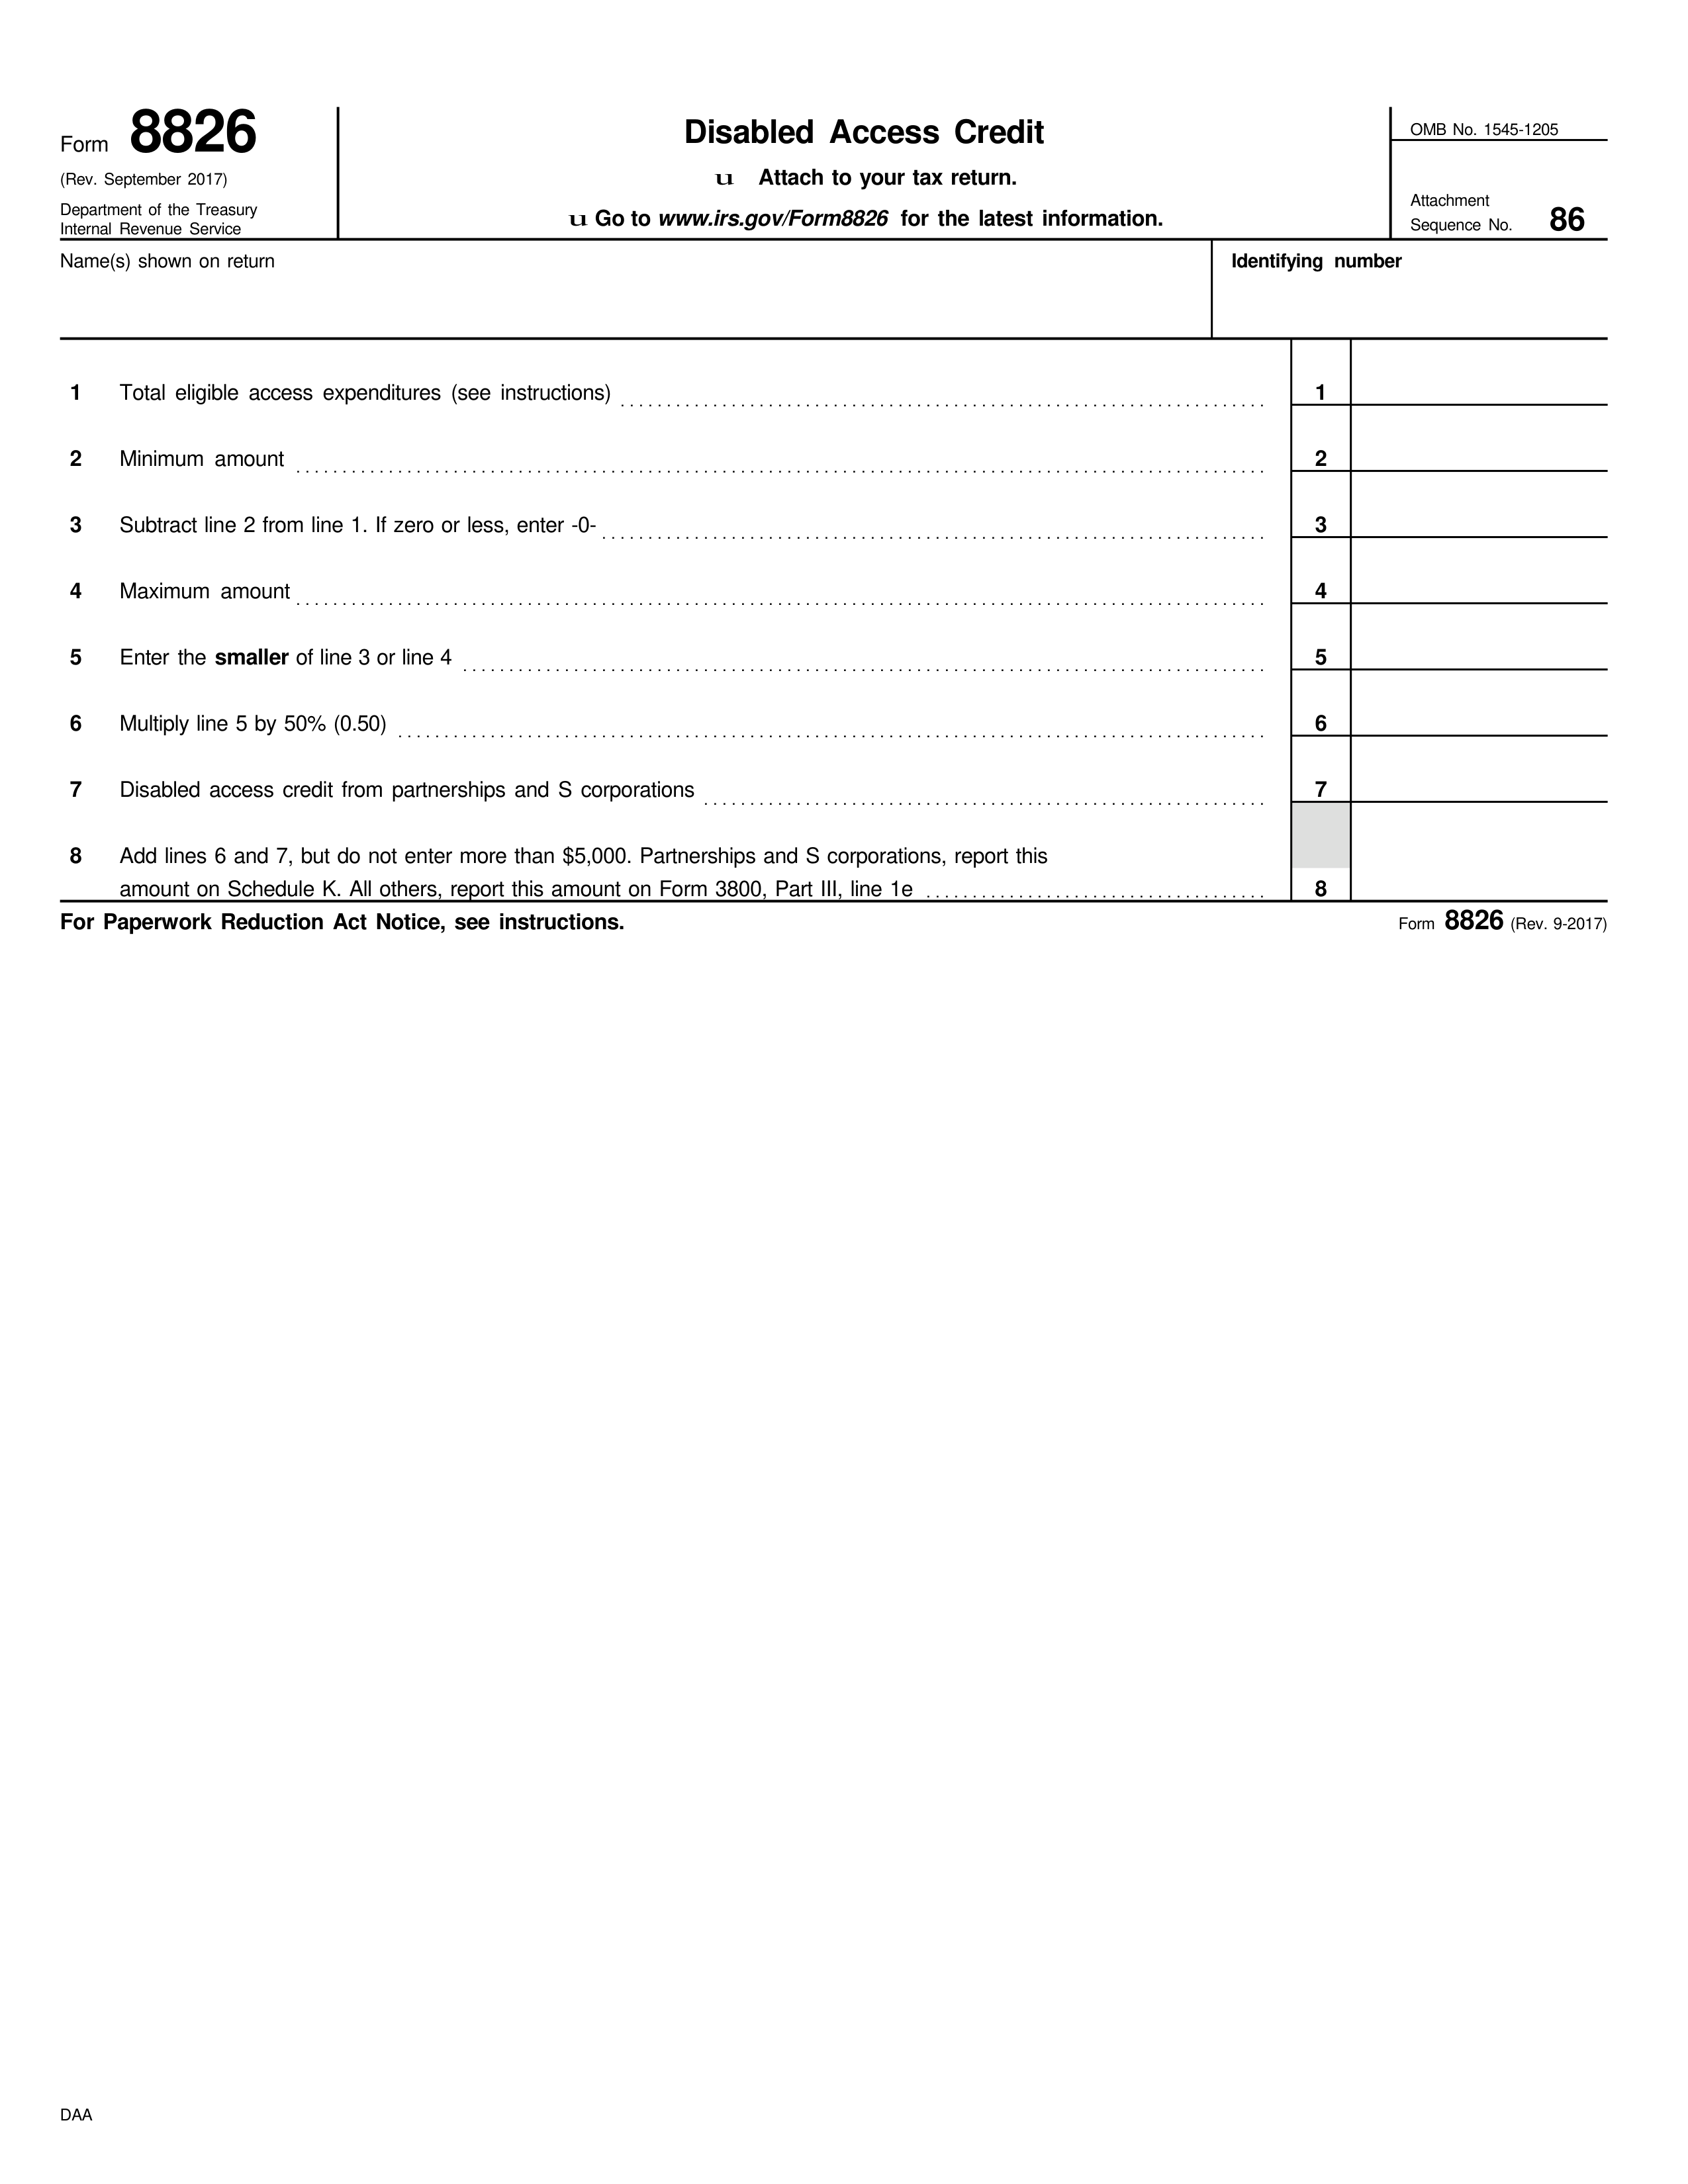 Form 8826
(Rev. September 2017)
Department of the Treasury
Internal Revenue Service
Disabled Access Credit
u Attach to your tax return.
u Go to www.irs.gov/Form8826 for the latest information.
OMB No. 1545-1205
Attachment
Sequence No. 86
Name(s) shown on return
Identifying number
1 Total eligible access expenditures (see instructions) 1
2 Minimum amount 2
3 Subtract line 2 from line 1. If zero or less, enter -0- 3
4 Maximum amount 4
5 Enter the smaller of line 3 or line 4 5
6 Multiply line 5 by 50% (0.50) 6
7 Disabled access credit from partnerships and S corporations 7
8 Add lines 6 and 7, but do not enter more than $5,000. Partnerships and S corporations, report this
amount on Schedule K. All others, report this amount on Form 3800, Part III, line 1e 8
For Paperwork Reduction Act Notice, see instructions. Form 8826 (Rev. 9-2017)
DAA